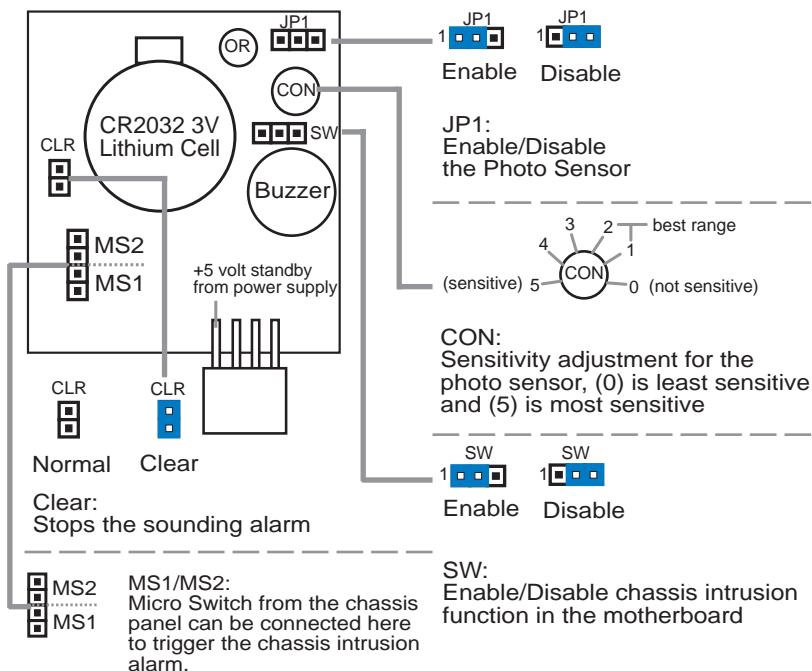 JP1
OR
CON
CR2032 3V
Lithium Cell
SW
CLR
Buzzer
MS2
MS1
+5 volt standby
from power supply
CLR
Normal
CLR
Clear
Clear:
Stops the sounding alarm
MS2
MS1
MS1/MS2:
Micro Switch from the chassis
panel can be connected here
to trigger the chassis intrusion
alarm.
JP1
1
Enable
JP1
1
Disable
JP1:
Enable/Disable
the Photo Sensor
3
2
best range
4
1
CON
(sensitive) 5
0 (not sensitive)
CON:
Sensitivity adjustment for the
photo sensor, (0) is least sensitive
and (5) is most sensitive
SW
1
Enable
SW
1
Disable
SW:
Enable/Disable chassis intrusion
function in the motherboard